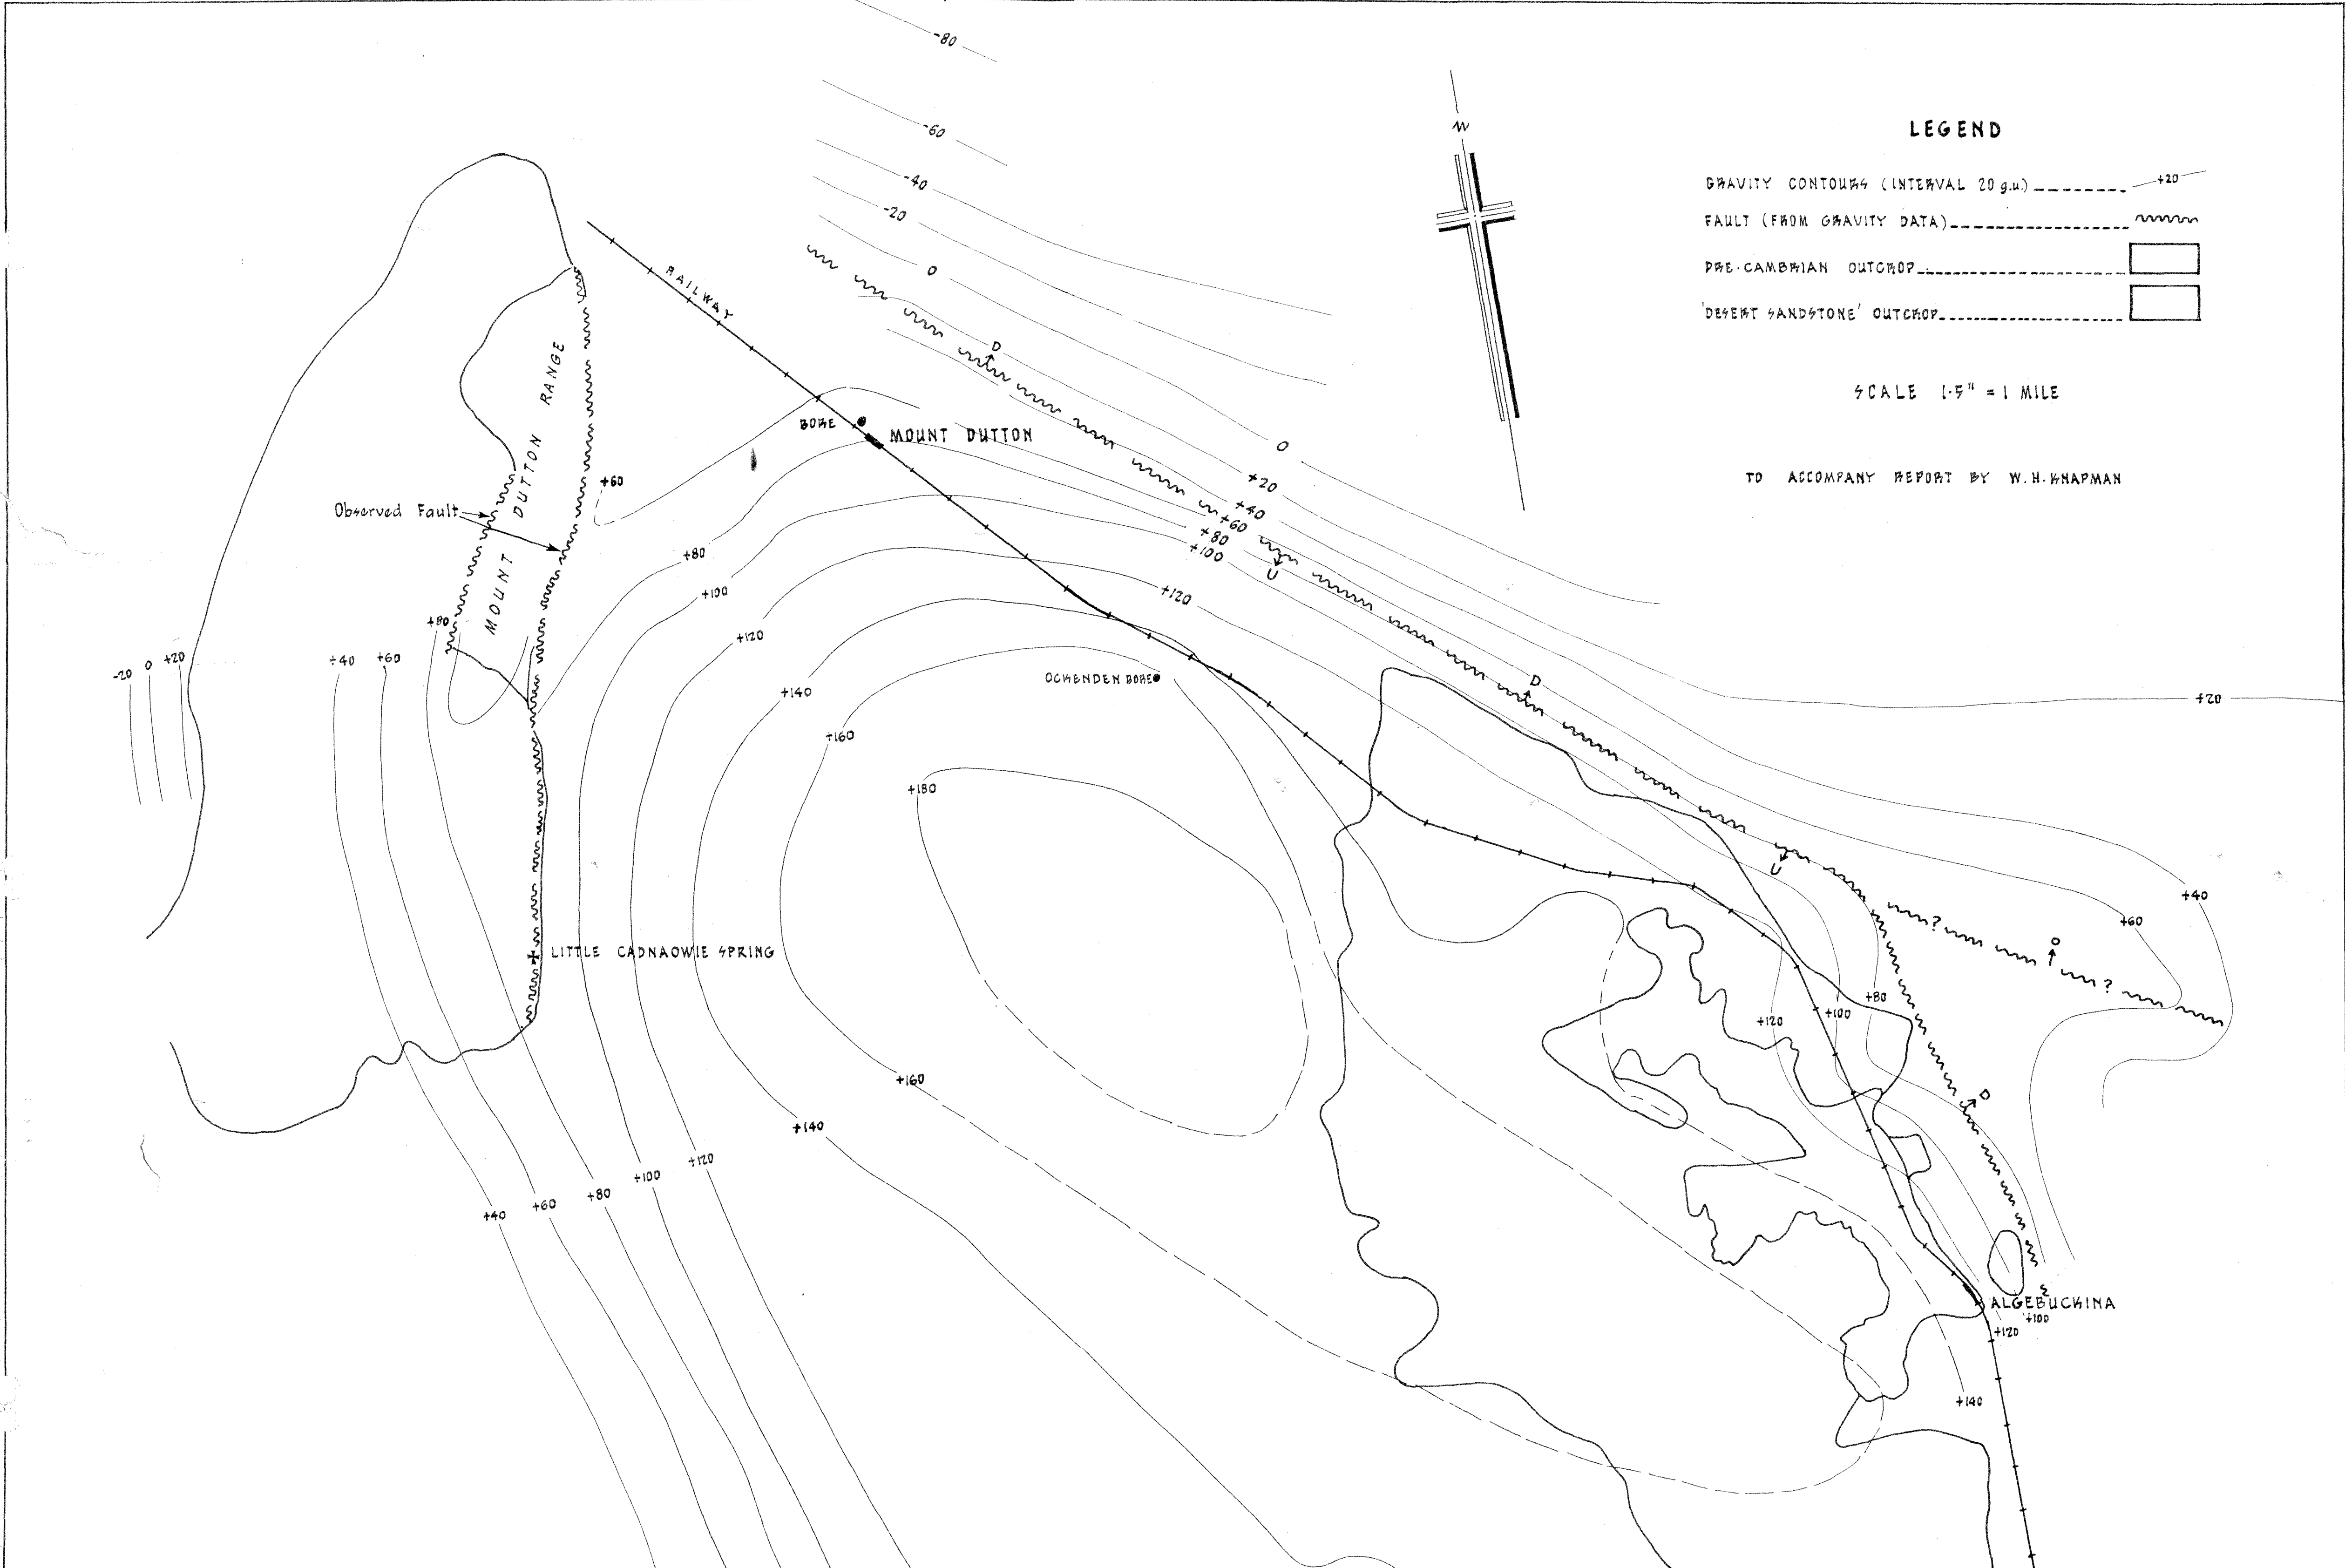 -80
-60
-40
-20
0
N
LEGEND
GRAVITY CONTOURS (INTERVAL 20 g.u.) +20
FAULT (FROM GRAVITY DATA)
PRE-CAMBRIAN OUTCROP
'DESERT SANDSTONE' OUTCROP
SCALE 1·5" = 1 MILE
TO ACCOMPANY REPORT BY W. H. KNAPMAN
RAILWAY
D
BORE
MOUNT DUTTON
MOUNT DUTTON RANGE
Observed Fault
+60
0
+20
+40
+60
+80
+100
U
+80
+100
+120
+120
+80
-20
0
+20
+40
+60
+140
+160
+180
OCKENDEN BORE
D
+20
U
+40
+60
?
D
?
LITTLE CADNAOWIE SPRING
+80
+100
+120
+160
+140
D
+120
+100
+80
+60
+40
ALGEBUCKINA
+100
+120
+140